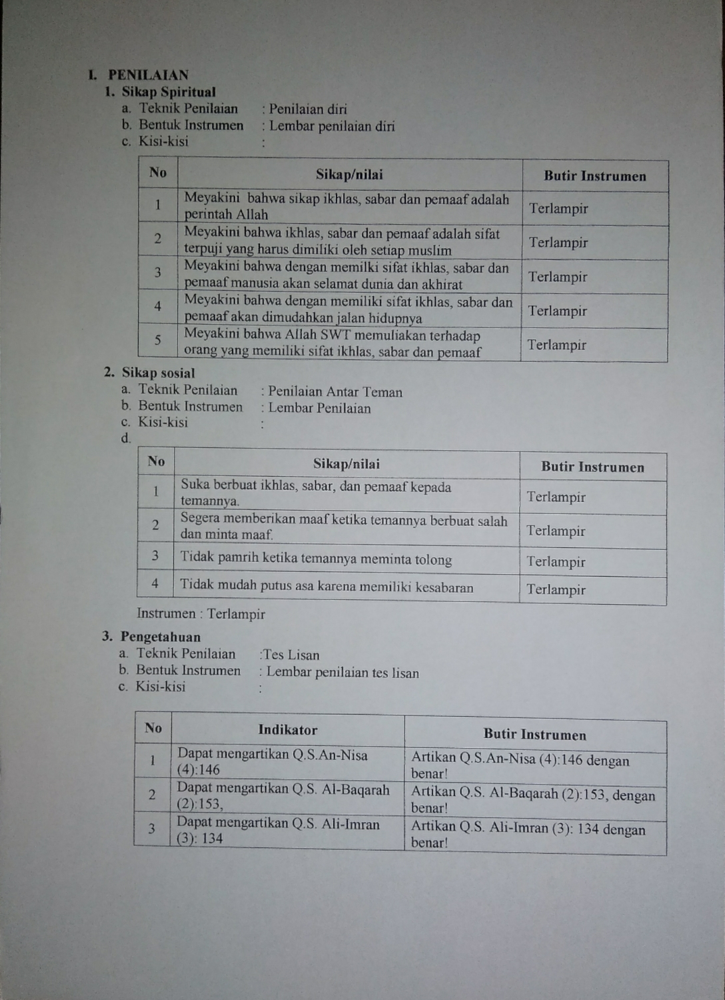 I. PENILAIAN
1. Sikap Spiritual
a. Teknik Penilaian : Penilaian diri
b. Bentuk Instrumen : Lembar penilaian diri
c. Kisi-kisi :
No Sikap/nilai Butir Instrumen
1 Meyakini bahwa sikap ikhlas, sabar dan pemaaf adalah
perintah Allah Terlampir
2 Meyakini bahwa ikhlas, sabar dan pemaaf adalah sifat
terpuji yang harus dimiliki oleh setiap muslim Terlampir
3 Meyakini bahwa dengan memilki sifat ikhlas, sabar dan
pemaaf manusia akan selamat dunia dan akhirat Terlampir
4 Meyakini bahwa dengan memiliki sifat ikhlas, sabar dan
pemaaf akan dimudahkan jalan hidupnya Terlampir
5 Meyakini bahwa Allah SWT memuliakan terhadap
orang yang memiliki sifat ikhlas, sabar dan pemaaf Terlampir
2. Sikap sosial
a. Teknik Penilaian : Penilaian Antar Teman
b. Bentuk Instrumen : Lembar Penilaian
c. Kisi-kisi :
d.
No Sikap/nilai Butir Instrumen
1 Suka berbuat ikhlas, sabar, dan pemaaf kepada
temannya. Terlampir
2 Segera memberikan maaf ketika temannya berbuat salah
dan minta maaf. Terlampir
3 Tidak pamrih ketika temannya meminta tolong Terlampir
4 Tidak mudah putus asa karena memiliki kesabaran Terlampir
Instrumen : Terlampir
3. Pengetahuan
a. Teknik Penilaian :Tes Lisan
b. Bentuk Instrumen : Lembar penilaian tes lisan
c. Kisi-kisi :
No Indikator Butir Instrumen
1 Dapat mengartikan Q.S.An-Nisa Artikan Q.S.An-Nisa (4):146 dengan
(4):146 benar!
2 Dapat mengartikan Q.S. Al-Baqarah Artikan Q.S. Al-Baqarah (2):153, dengan
(2):153, benar!
3 Dapat mengartikan Q.S. Ali-Imran Artikan Q.S. Ali-Imran (3): 134 dengan
(3): 134 benar!